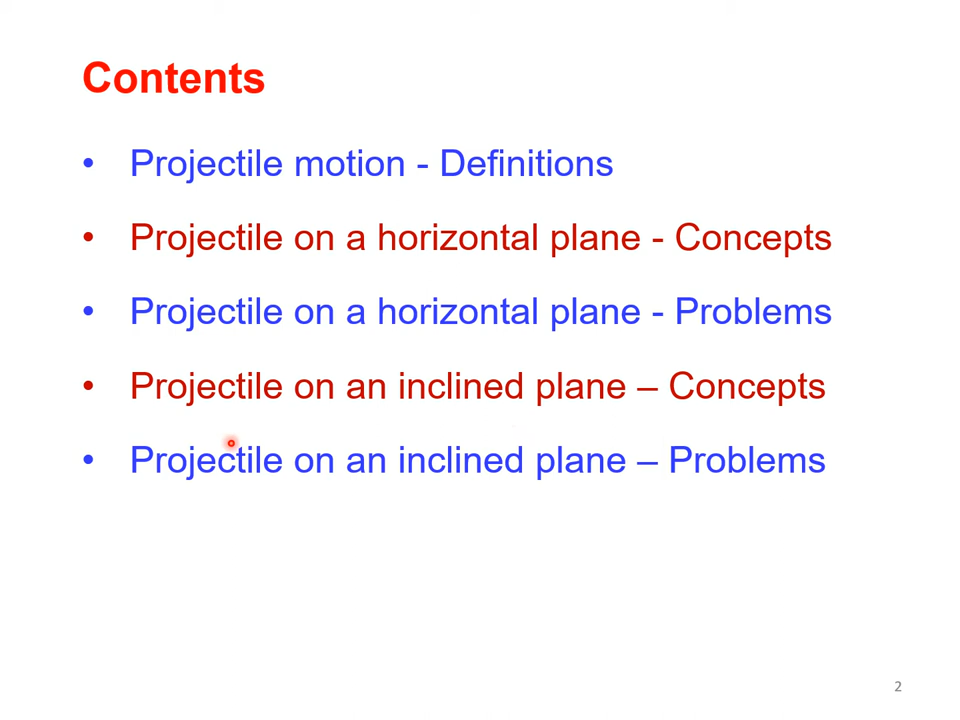 Contents
• Projectile motion - Definitions
• Projectile on a horizontal plane - Concepts
• Projectile on a horizontal plane - Problems
• Projectile on an inclined plane – Concepts
• Projectile on an inclined plane – Problems
2